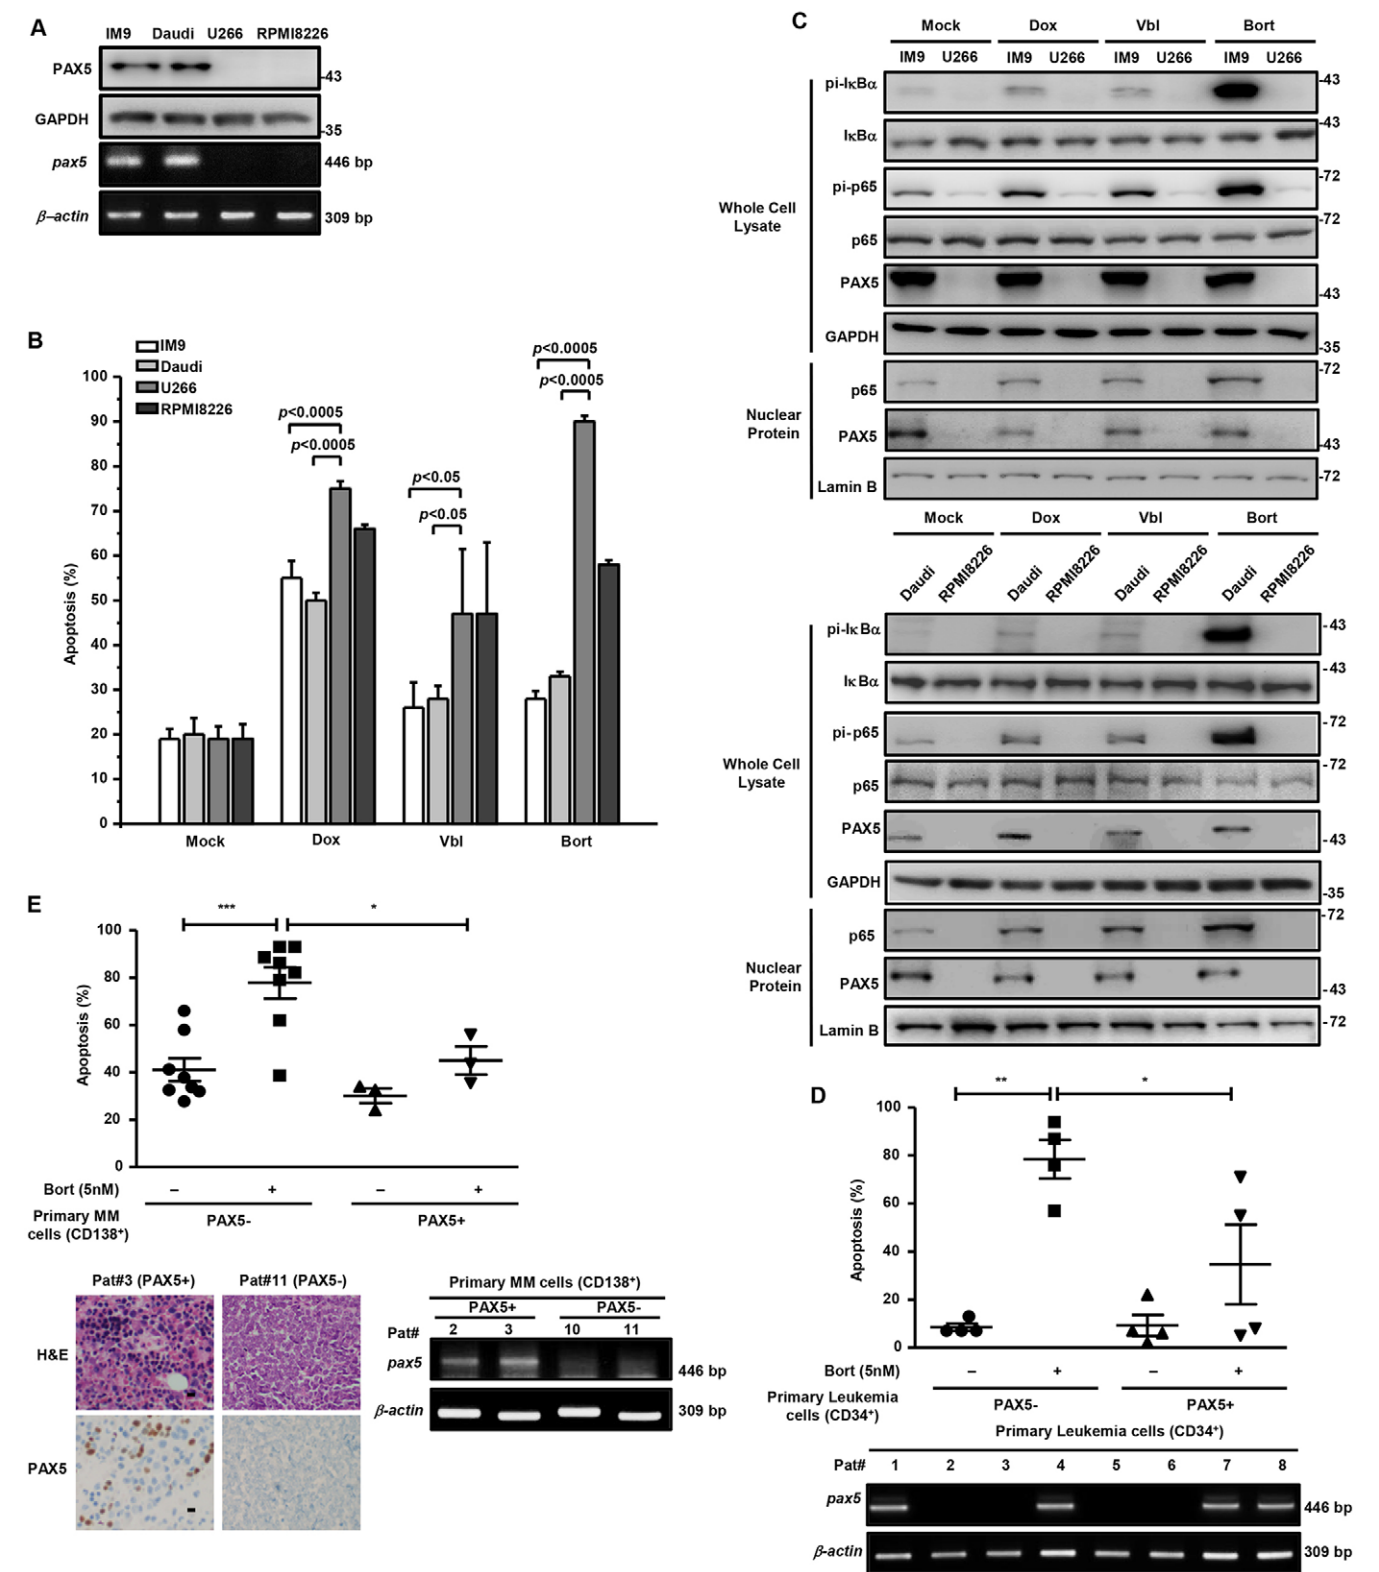 A
IM9 Daudi U266 RPMI8226
PAX5
-43
GAPDH
-35
pax5
446 bp
β–actin
309 bp
B
IM9
Daudi
U266
RPMI8226
p<0.0005
p<0.0005
p<0.0005
p<0.0005
p<0.05
p<0.05
100
90
80
70
60
50
40
30
20
10
0
Apoptosis (%)
Mock Dox Vbl Bort
C
Mock Dox Vbl Bort
IM9 U266 IM9 U266 IM9 U266 IM9 U266
Whole Cell
Lysate
pi-IκBα
-43
IκBα
-43
pi-p65
-72
p65
-72
PAX5
-43
GAPDH
-35
Nuclear
Protein
p65
-72
PAX5
-43
Lamin B
-72
Mock Dox Vbl Bort
Daudi RPMI8226 Daudi RPMI8226 Daudi RPMI8226 Daudi RPMI8226
Whole Cell
Lysate
pi-IκBα
- 43
IκBα
- 43
pi-p65
- 72
p65
- 72
PAX5
- 43
GAPDH
-35
Nuclear
Protein
p65
-72
PAX5
- 43
Lamin B
- 72
D
** *
100
80
60
40
20
0
Apoptosis (%)
Bort (5nM) – + – +
Primary Leukemia
cells (CD34+)
PAX5- PAX5+
Primary Leukemia cells (CD34+)
Pat# 1 2 3 4 5 6 7 8
pax5
446 bp
β-actin
309 bp
E
*** *
100
80
60
40
20
0
Apoptosis (%)
Bort (5nM) – + – +
Primary MM
cells (CD138+)
PAX5- PAX5+
Pat#3 (PAX5+) Pat#11 (PAX5-)
H&E
PAX5
Primary MM cells (CD138+)
PAX5+ PAX5-
Pat# 2 3 10 11
pax5
446 bp
β-actin
309 bp